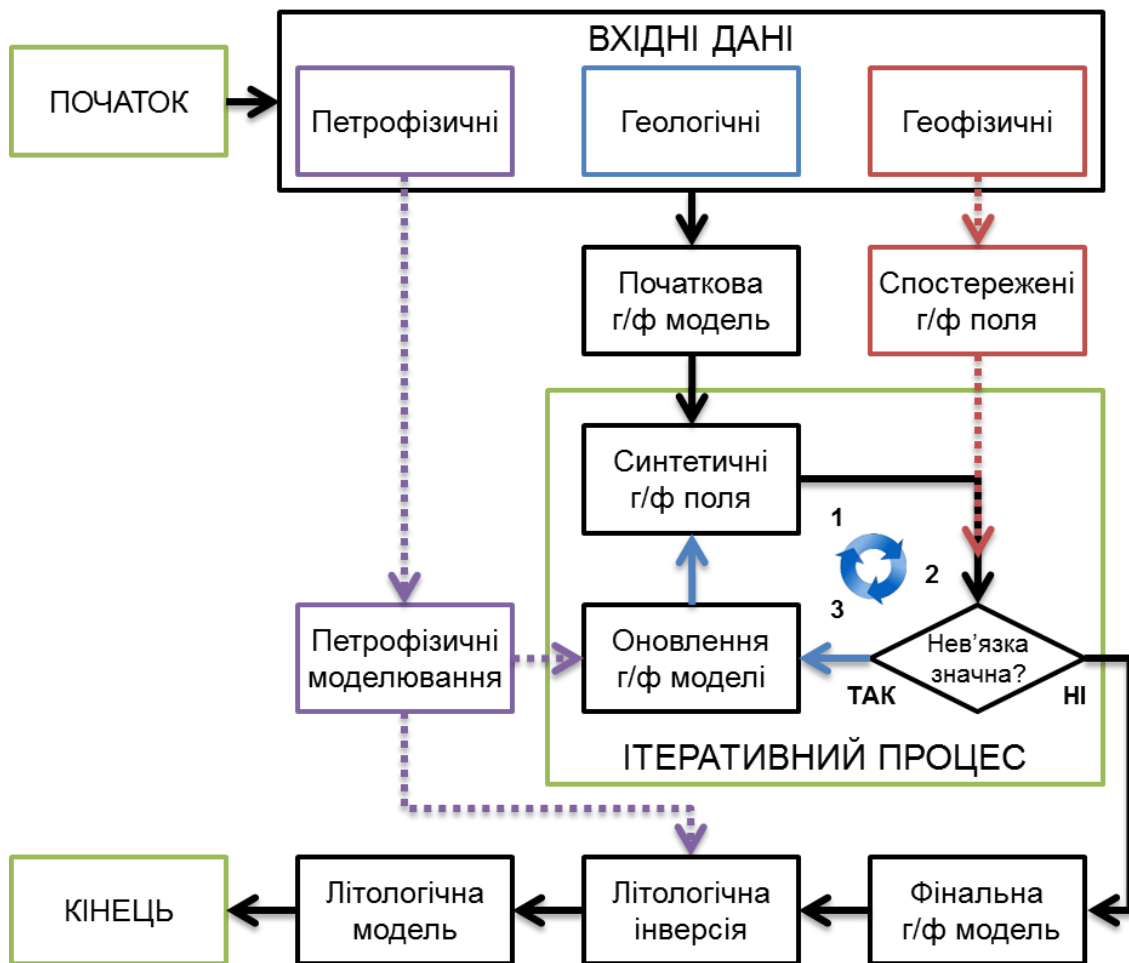 ВХІДНІ ДАНІ
ПОЧАТОК
Петрофізичні
Геологічні
Геофізичні
Початкова
г/ф модель
Спостережені
г/ф поля
Синтетичні
г/ф поля
1
2
3
Петрофізичні
моделювання
Оновлення
г/ф моделі
Нев’язка
значна?
ТАК
НІ
ІТЕРАТИВНИЙ ПРОЦЕС
КІНЕЦЬ
Літологічна
модель
Літологічна
інверсія
Фінальна
г/ф модель